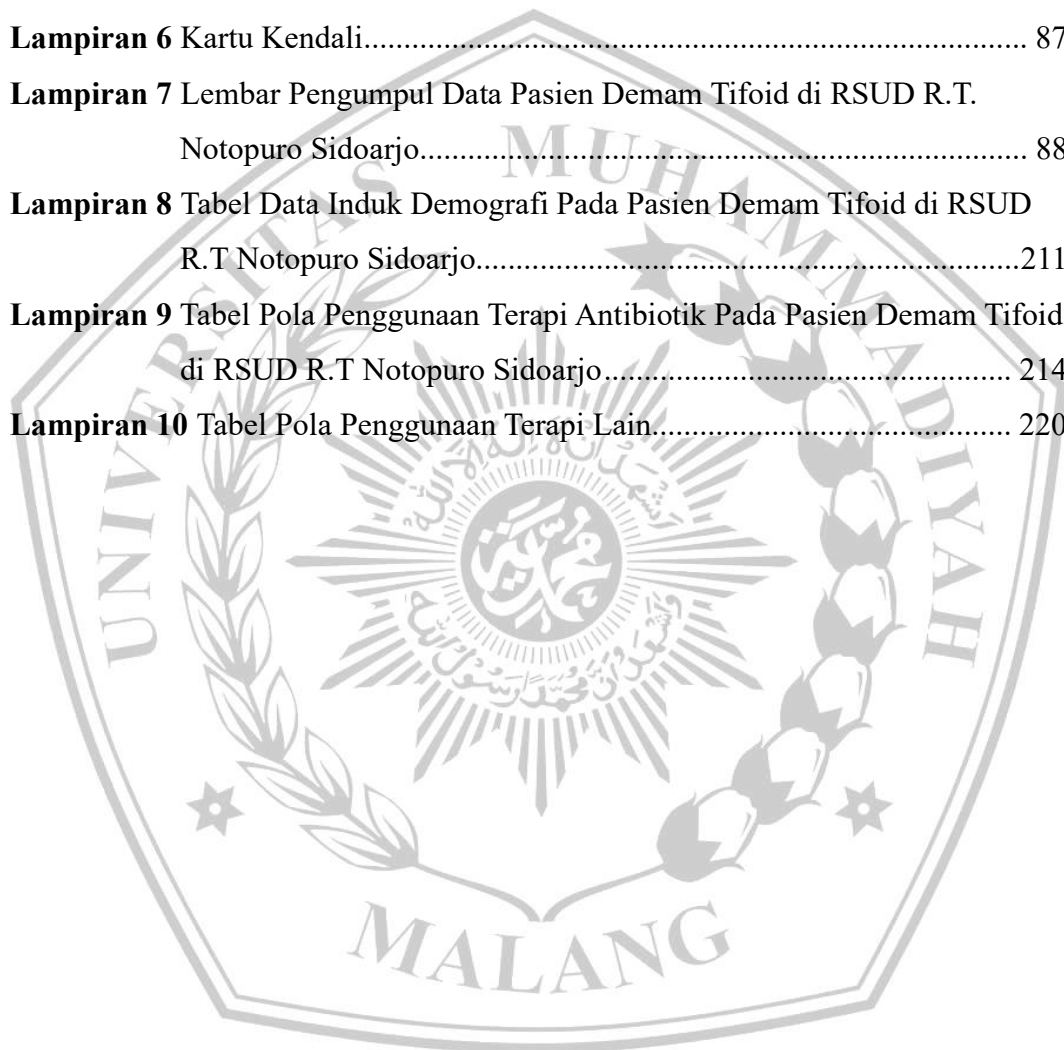 Lampiran 6 Kartu Kendali.......................................................................................... 87
Lampiran 7 Lembar Pengumpul Data Pasien Demam Tifoid di RSUD R.T.
Notopuro Sidoarjo................................................................................... 88
Lampiran 8 Tabel Data Induk Demografi Pada Pasien Demam Tifoid di RSUD
R.T Notopuro Sidoarjo.........................................................................211
Lampiran 9 Tabel Pola Penggunaan Terapi Antibiotik Pada Pasien Demam Tifoid
di RSUD R.T Notopuro Sidoarjo....................................................... 214
Lampiran 10 Tabel Pola Penggunaan Terapi Lain................................................ 220
UNIVERSITAS MUHAMMADIYAH
MALANG